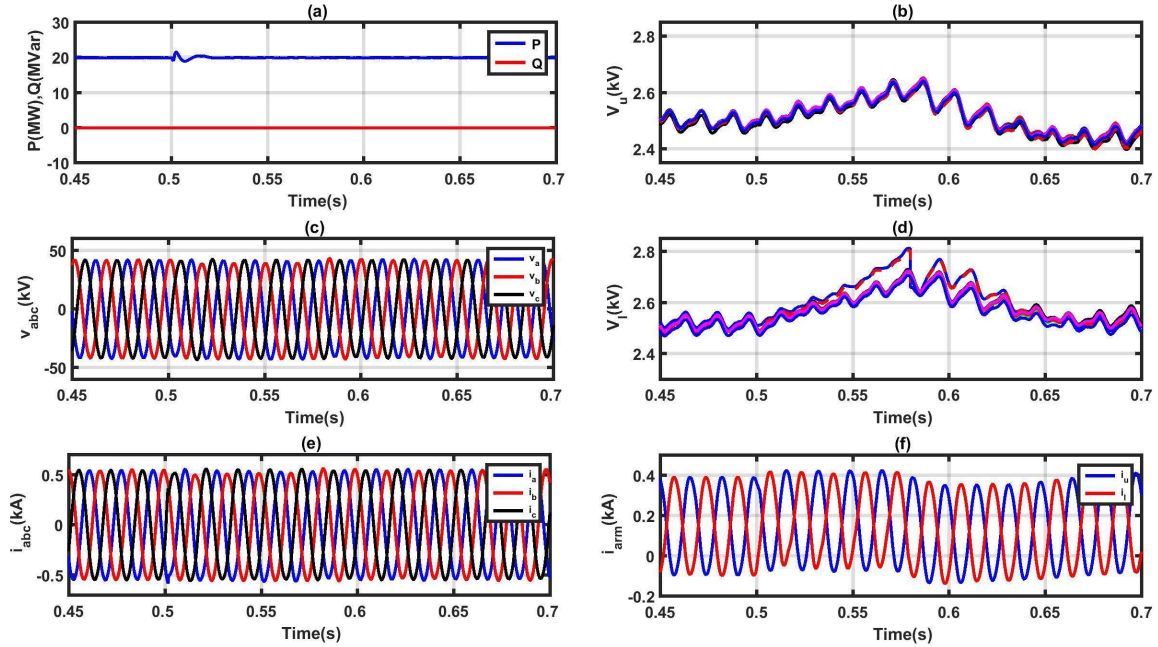 (a)
P(MW),Q(MVar)
30
20
10
0
-10
P
Q
0.45 0.5 0.55 0.6 0.65 0.7
Time(s)
(b)
Vu(kV)
2.8
2.6
2.4
0.45 0.5 0.55 0.6 0.65 0.7
Time(s)
(c)
vabc(kV)
50
0
-50
va
vb
vc
0.45 0.5 0.55 0.6 0.65 0.7
Time(s)
(d)
Vl(kV)
2.8
2.6
2.4
0.45 0.5 0.55 0.6 0.65 0.7
Time(s)
(e)
iabc(kA)
0.5
0
-0.5
ia
ib
ic
0.45 0.5 0.55 0.6 0.65 0.7
Time(s)
(f)
iarm(kA)
0.4
0.2
0
-0.2
iu
il
0.45 0.5 0.55 0.6 0.65 0.7
Time(s)